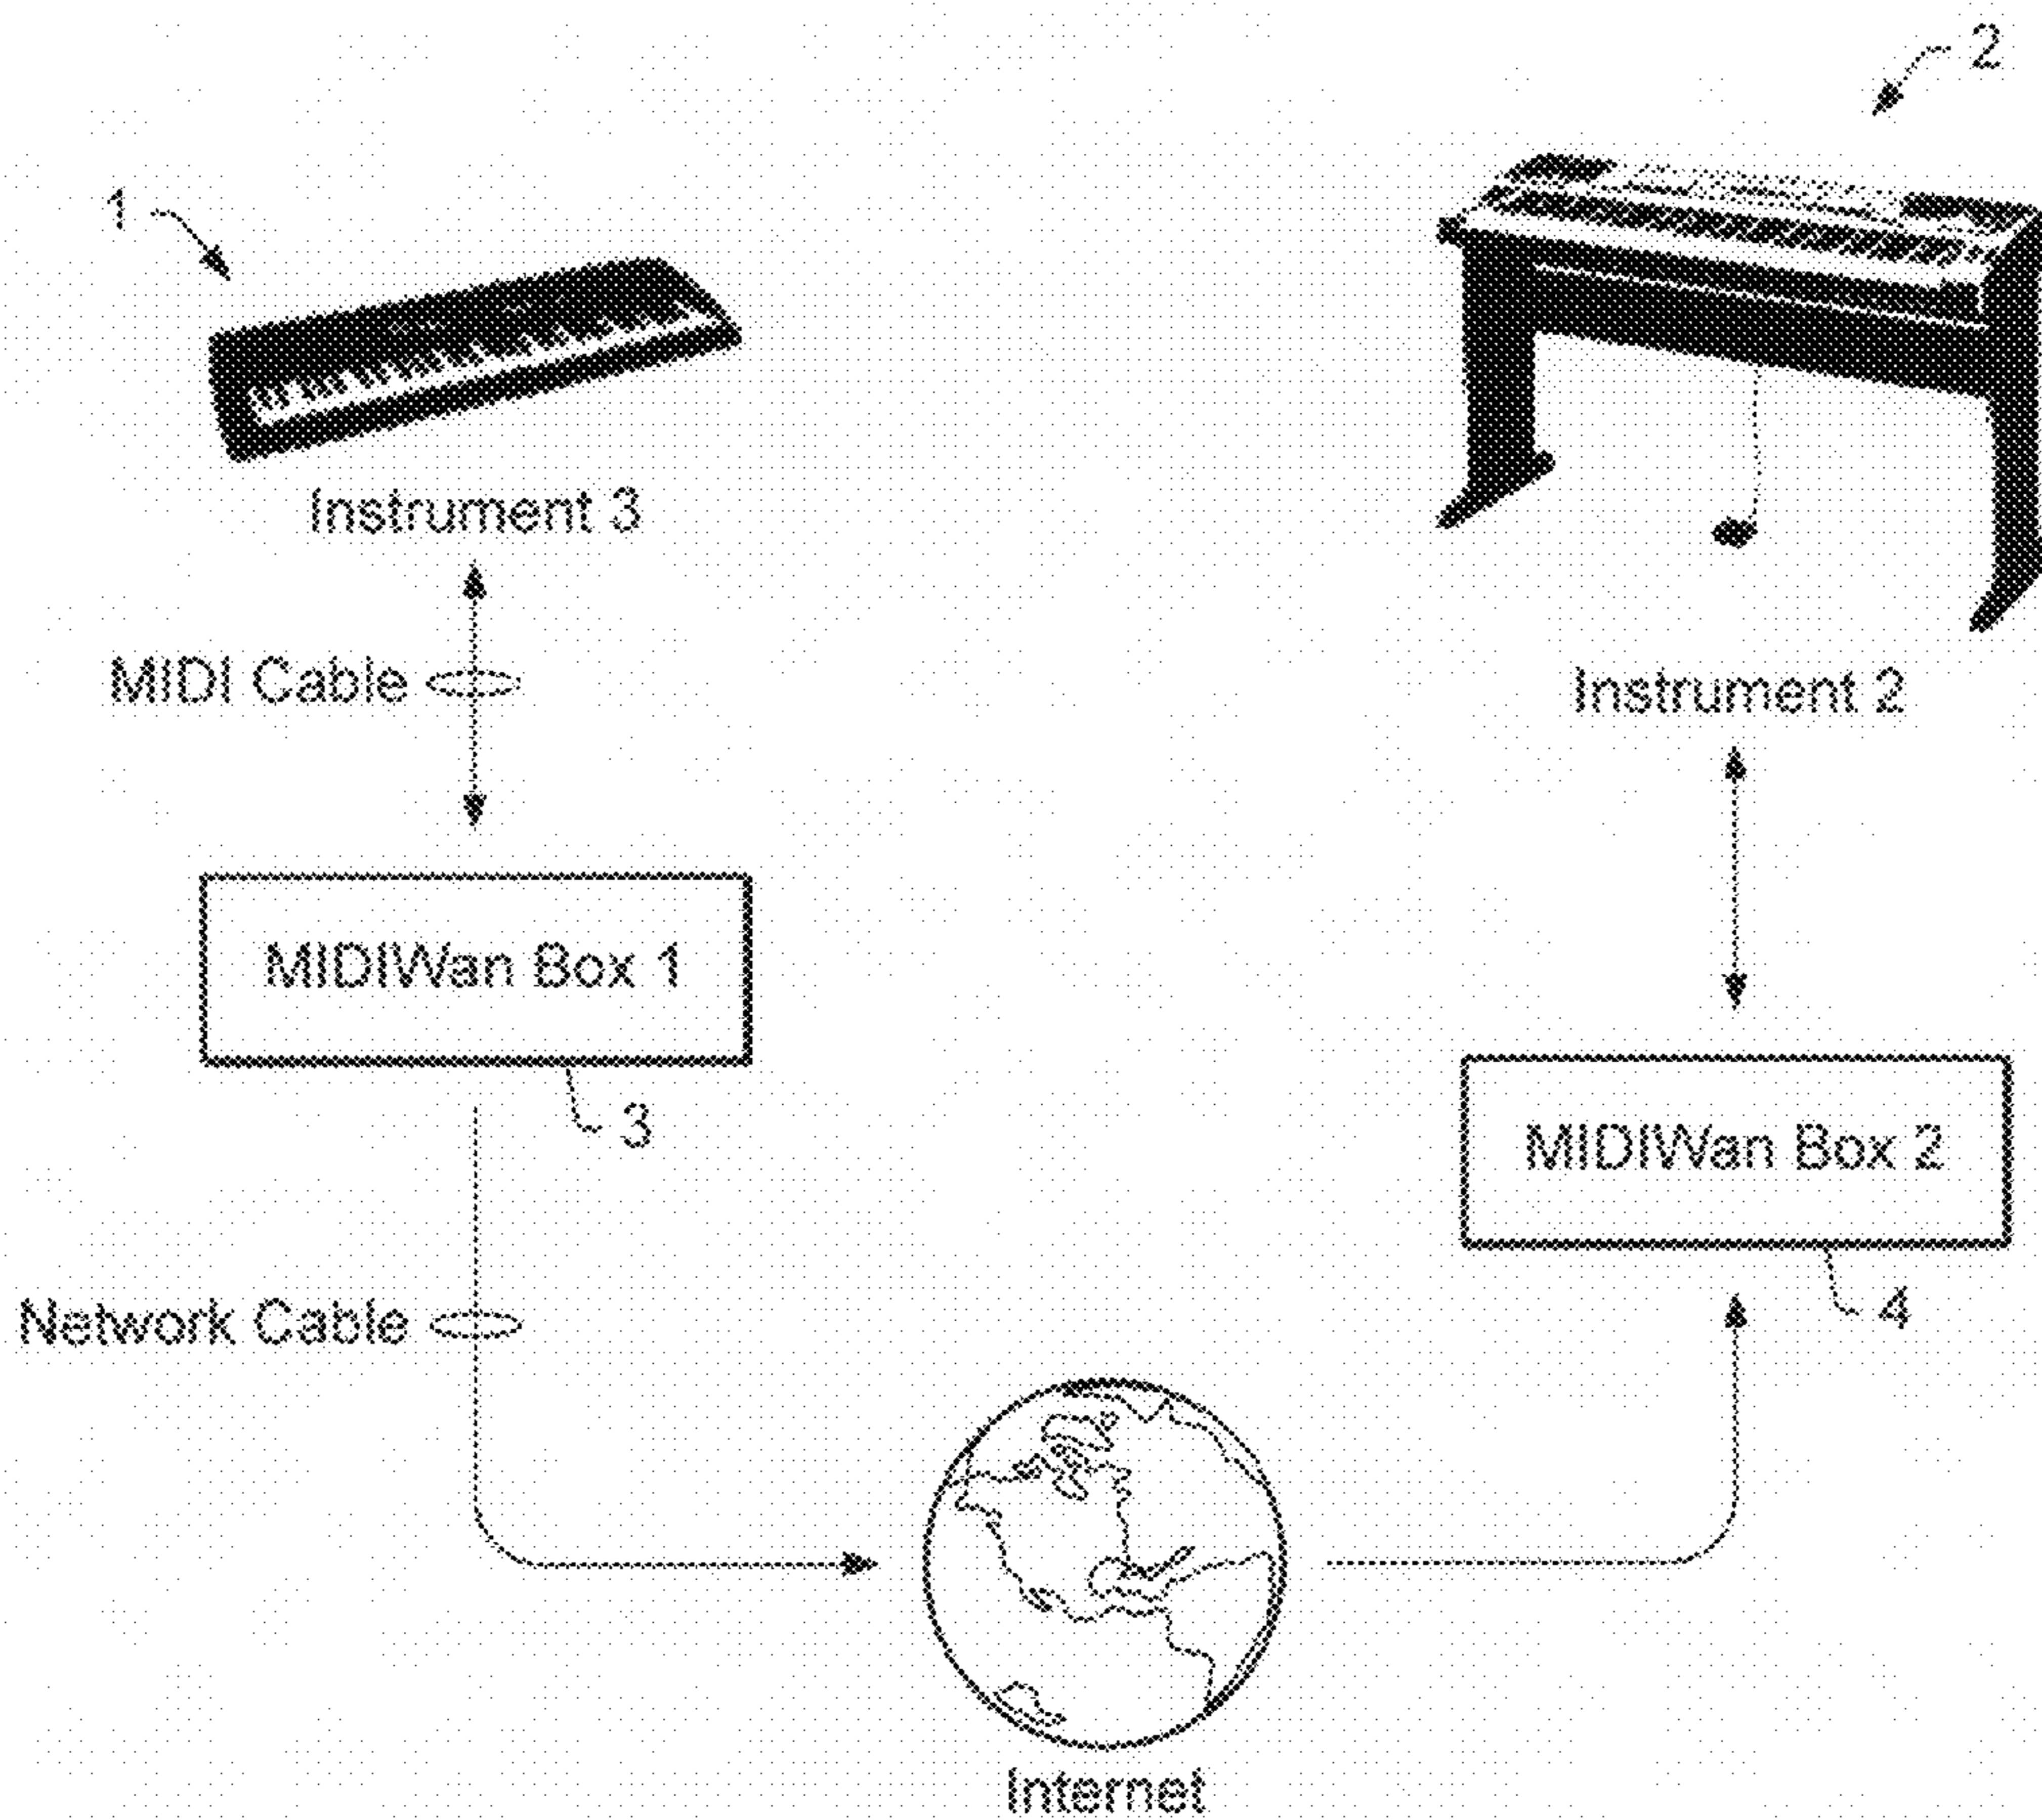 2
1
Instrument 3
MIDI Cable
Instrument 2
MIDIWan Box 1
3
MIDIWan Box 2
4
Network Cable
Internet